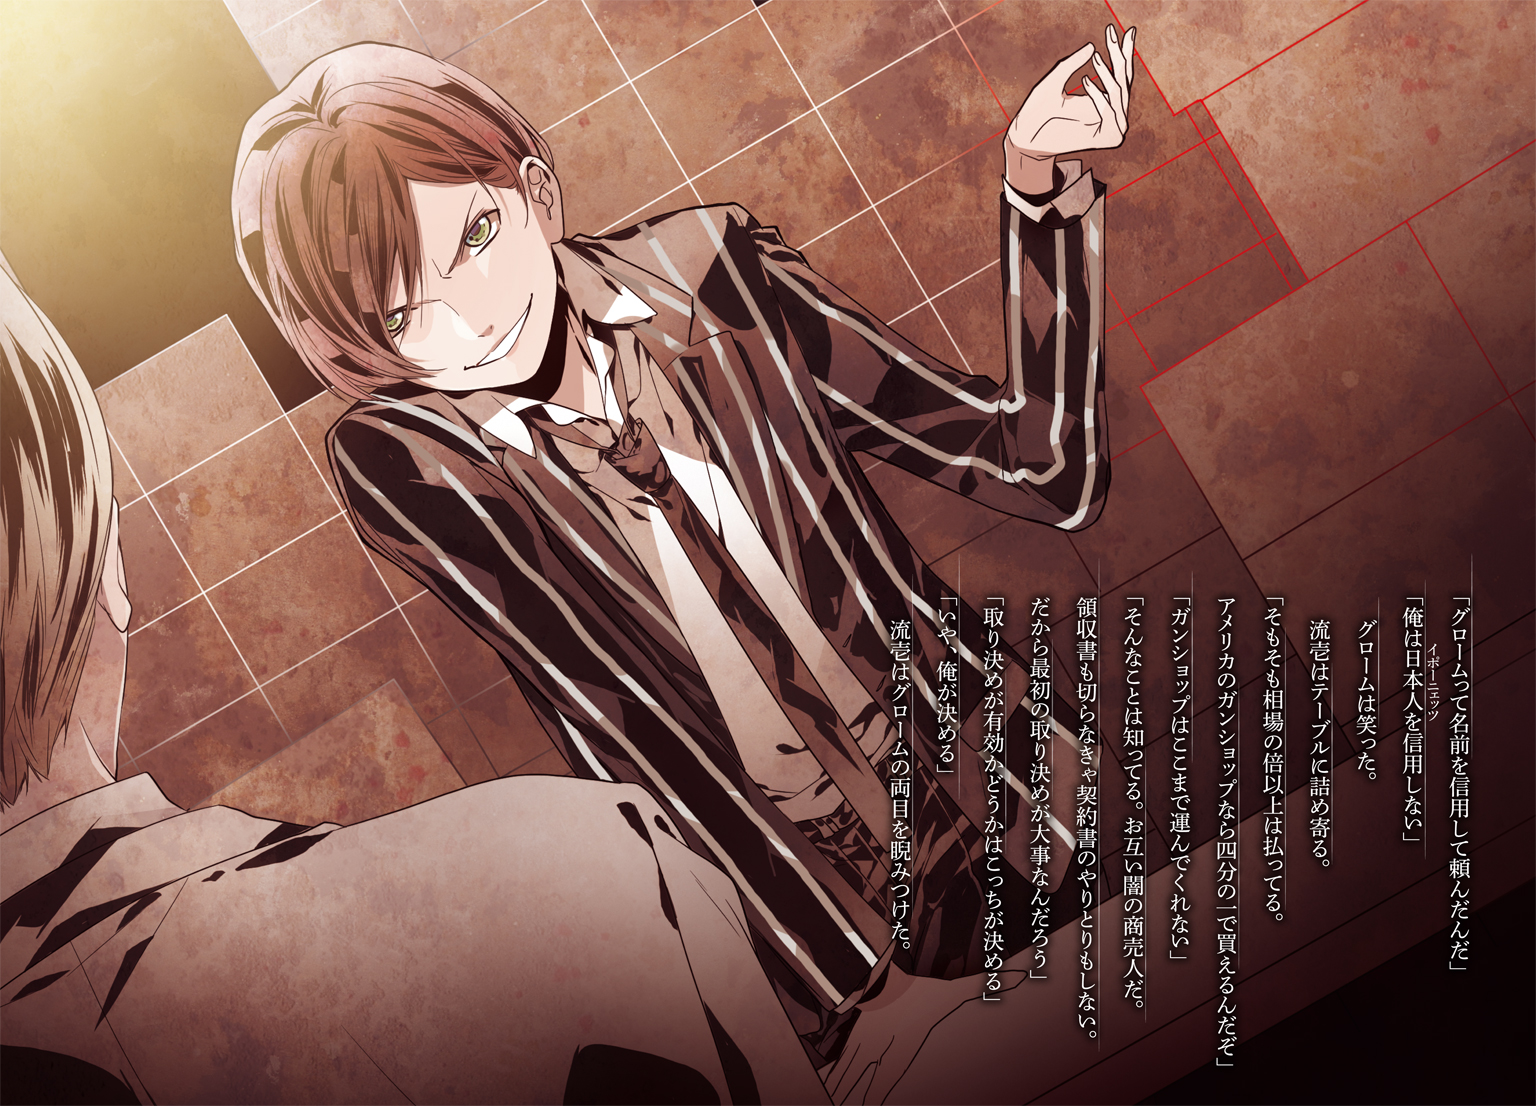 「グロームって名前を信用して頼んだんだ」
「俺は日本人を信用しない」
イポーニェッツ
グロームは笑った。
流壱はテーブルに詰め寄る。
「そもそも相場の倍以上は払ってる。
アメリカのガンショップなら四分の一で買えるんだぞ」
「ガンショップはここまで運んでくれない」
「そんなことは知ってる。お互い闇の商売人だ。
領収書も切らなきゃ契約書のやりとりもしない。
だから最初の取り決めが大事なんだろう」
「取り決めが有効かどうかはこっちが決める」
「いや、俺が決める」
流壱はグロームの両目を睨みつけた。